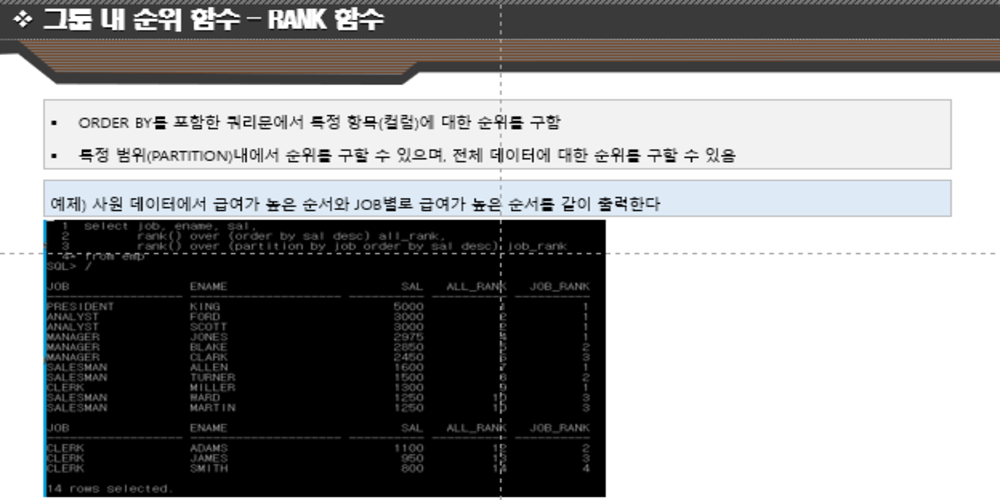 ❖ 그룹 내 순위 함수 – RANK 함수
▪ ORDER BY를 포함한 쿼리문에서 특정 항목(컬럼)에 대한 순위를 구함
▪ 특정 범위(PARTITION)내에서 순위를 구할 수 있으며, 전체 데이터에 대한 순위를 구할 수 있음
예제) 사원 데이터에서 급여가 높은 순서와 JOB별로 급여가 높은 순서를 같이 출력한다
1 select job, ename, sal,
2 rank() over (order by sal desc) all_rank,
3 rank() over (partition by job order by sal desc) job_rank
4* from emp
SQL> /
JOB ENAME SAL ALL_RANK JOB_RANK
PRESIDENT KING 5000 1 1
ANALYST FORD 3000 2 1
ANALYST SCOTT 3000 2 1
MANAGER JONES 2975 4 1
MANAGER BLAKE 2850 5 2
MANAGER CLARK 2450 6 3
SALESMAN ALLEN 1600 7 1
SALESMAN TURNER 1500 8 2
CLERK MILLER 1300 9 1
SALESMAN WARD 1250 10 3
SALESMAN MARTIN 1250 10 3
JOB ENAME SAL ALL_RANK JOB_RANK
CLERK ADAMS 1100 12 2
CLERK JAMES 950 13 3
CLERK SMITH 800 14 4
14 rows selected.